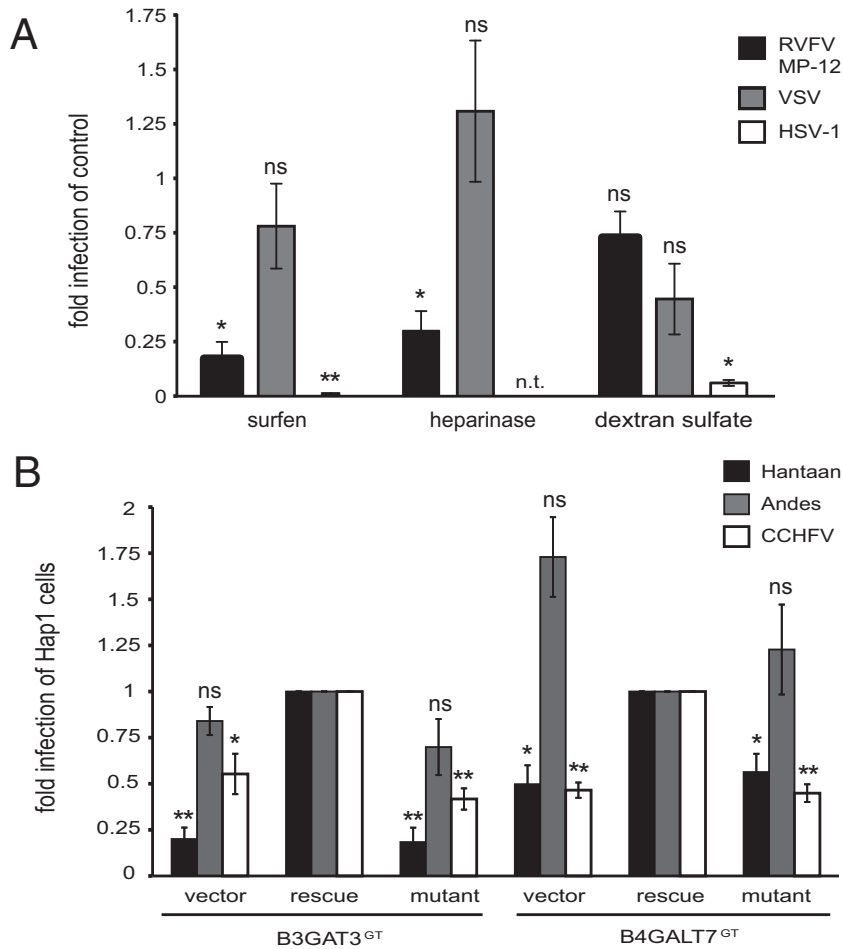 A
fold infection of control
1.75
1.5
1.25
1
0.75
0.5
0.25
0
RVFV
MP-12
VSV
HSV-1
*
ns
**
*
ns
n.t.
ns
ns
*
surfen
heparinase
dextran sulfate
B
fold infection of Hap1 cells
2
1.75
1.5
1.25
1
0.75
0.5
0.25
0
Hantaan
Andes
CCHFV
**
ns
*
**
ns
**
*
ns
**
*
ns
**
vector
rescue
mutant
vector
rescue
mutant
B3GAT3GT
B4GALT7GT